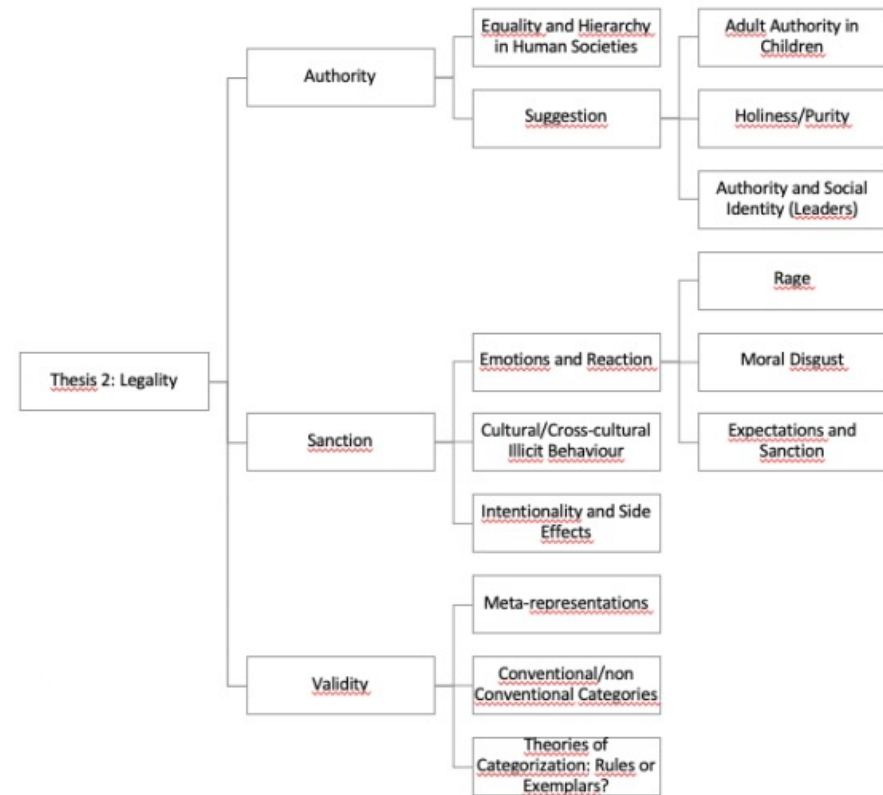 Equality and Hierarchy
in Human Societies
Adult Authority in
Children
Authority
Suggestion
Holiness/Purity
Authority and Social
Identity (Leaders)
Rage
Emotions and Reaction
Moral Disgust
Thesis 2: Legality
Sanction
Cultural/Cross-cultural
Illicit Behaviour
Expectations and
Sanction
Intentionality and Side
Effects
Meta-representations
Validity
Conventional/non
Conventional Categories
Theories of
Categorization: Rules or
Exemplars?